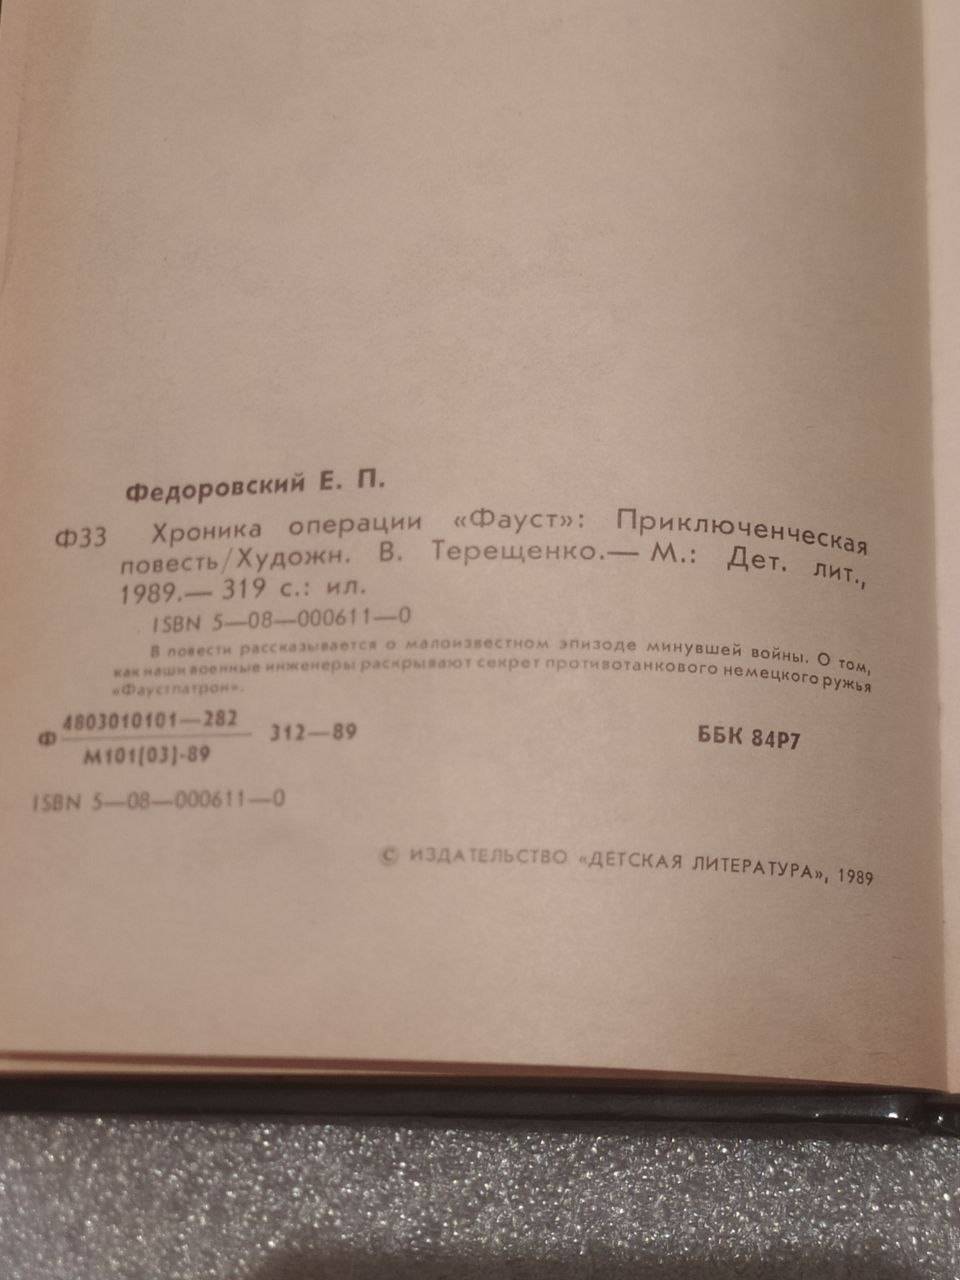 Федоровский Е. П.
Ф33 Хроника операции «Фауст»: Приключенческая
повесть/Художн. В. Терещенко.— М.: Дет. лит.,
1989.— 319 с.: ил.
ISBN 5—08—000611—0
В повести рассказывается о малоизвестном эпизоде минувшей войны. О том,
как наши военные инженеры раскрывают секрет противотанкового немецкого ружья
«Фаустпатрон».
Ф 4803010101—282
М101(03)-89 312—89 ББК 84Р7
ISBN 5—08—000611—0
© ИЗДАТЕЛЬСТВО «ДЕТСКАЯ ЛИТЕРАТУРА», 1989